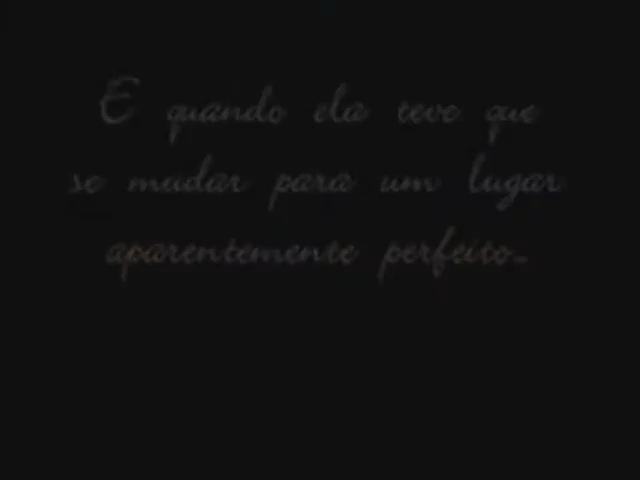 E quando ela teve que
se mudar para um lugar
aparentemente perfeito...